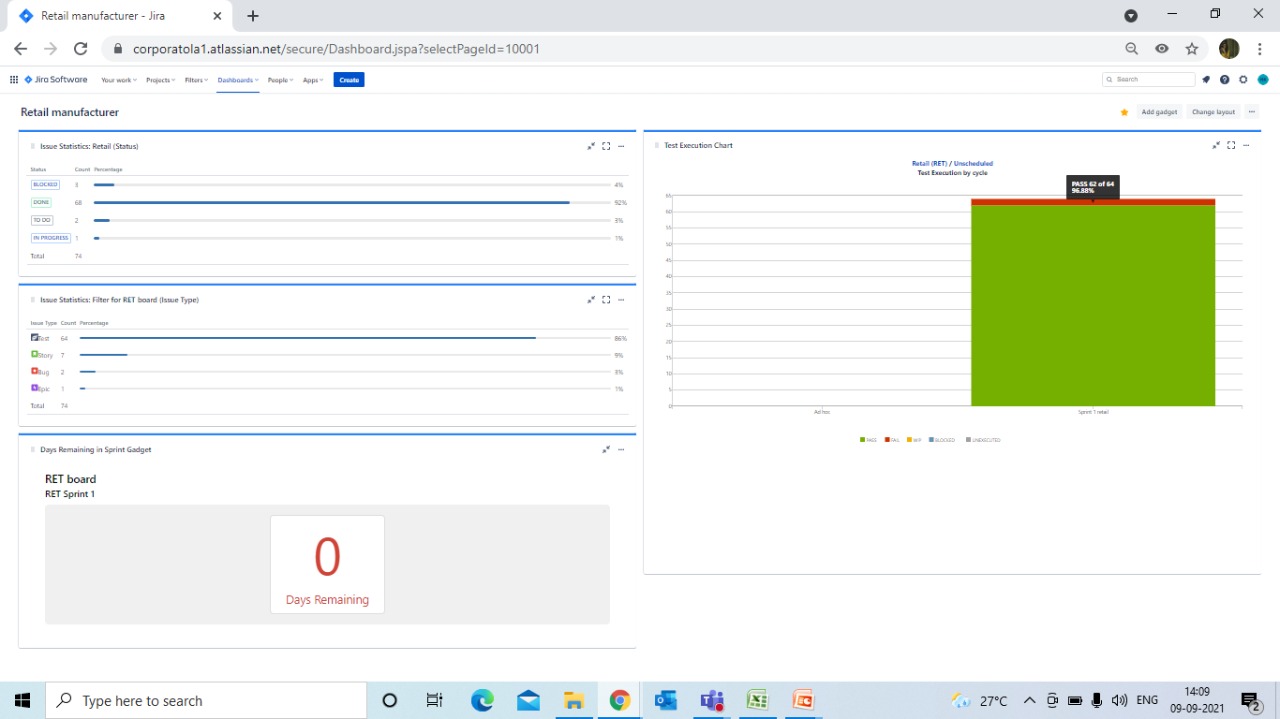 Retail manufacturer - Jira
corporatola1.atlassian.net/secure/Dashboard.jspa?selectPageId=10001
Jira Software Your work Projects Filters Dashboards People Apps Create Search
Retail manufacturer Add gadget Change layout
Issue Statistics: Retail (Status)
Status Count Percentage
BLOCKED 3 4%
DONE 68 92%
TO DO 2 3%
IN PROGRESS 1 1%
Total 74
Issue Statistics: Filter for RET board (Issue Type)
Issue Type Count Percentage
Test 64 86%
Story 7 9%
Bug 2 3%
Epic 1 1%
Total 74
Days Remaining in Sprint Gadget
RET board
RET Sprint 1
0
Days Remaining
Test Execution Chart
Retail (RET) / Unscheduled
Test Execution by cycle
PASS 62 of 64
96.88%
65
60
55
50
45
40
35
30
25
20
15
10
5
0
Ad hoc Sprint 1 retail
PASS FAIL WIP BLOCKED UNEXECUTED
Type here to search
27°C ENG
14:09
09-09-2021
2